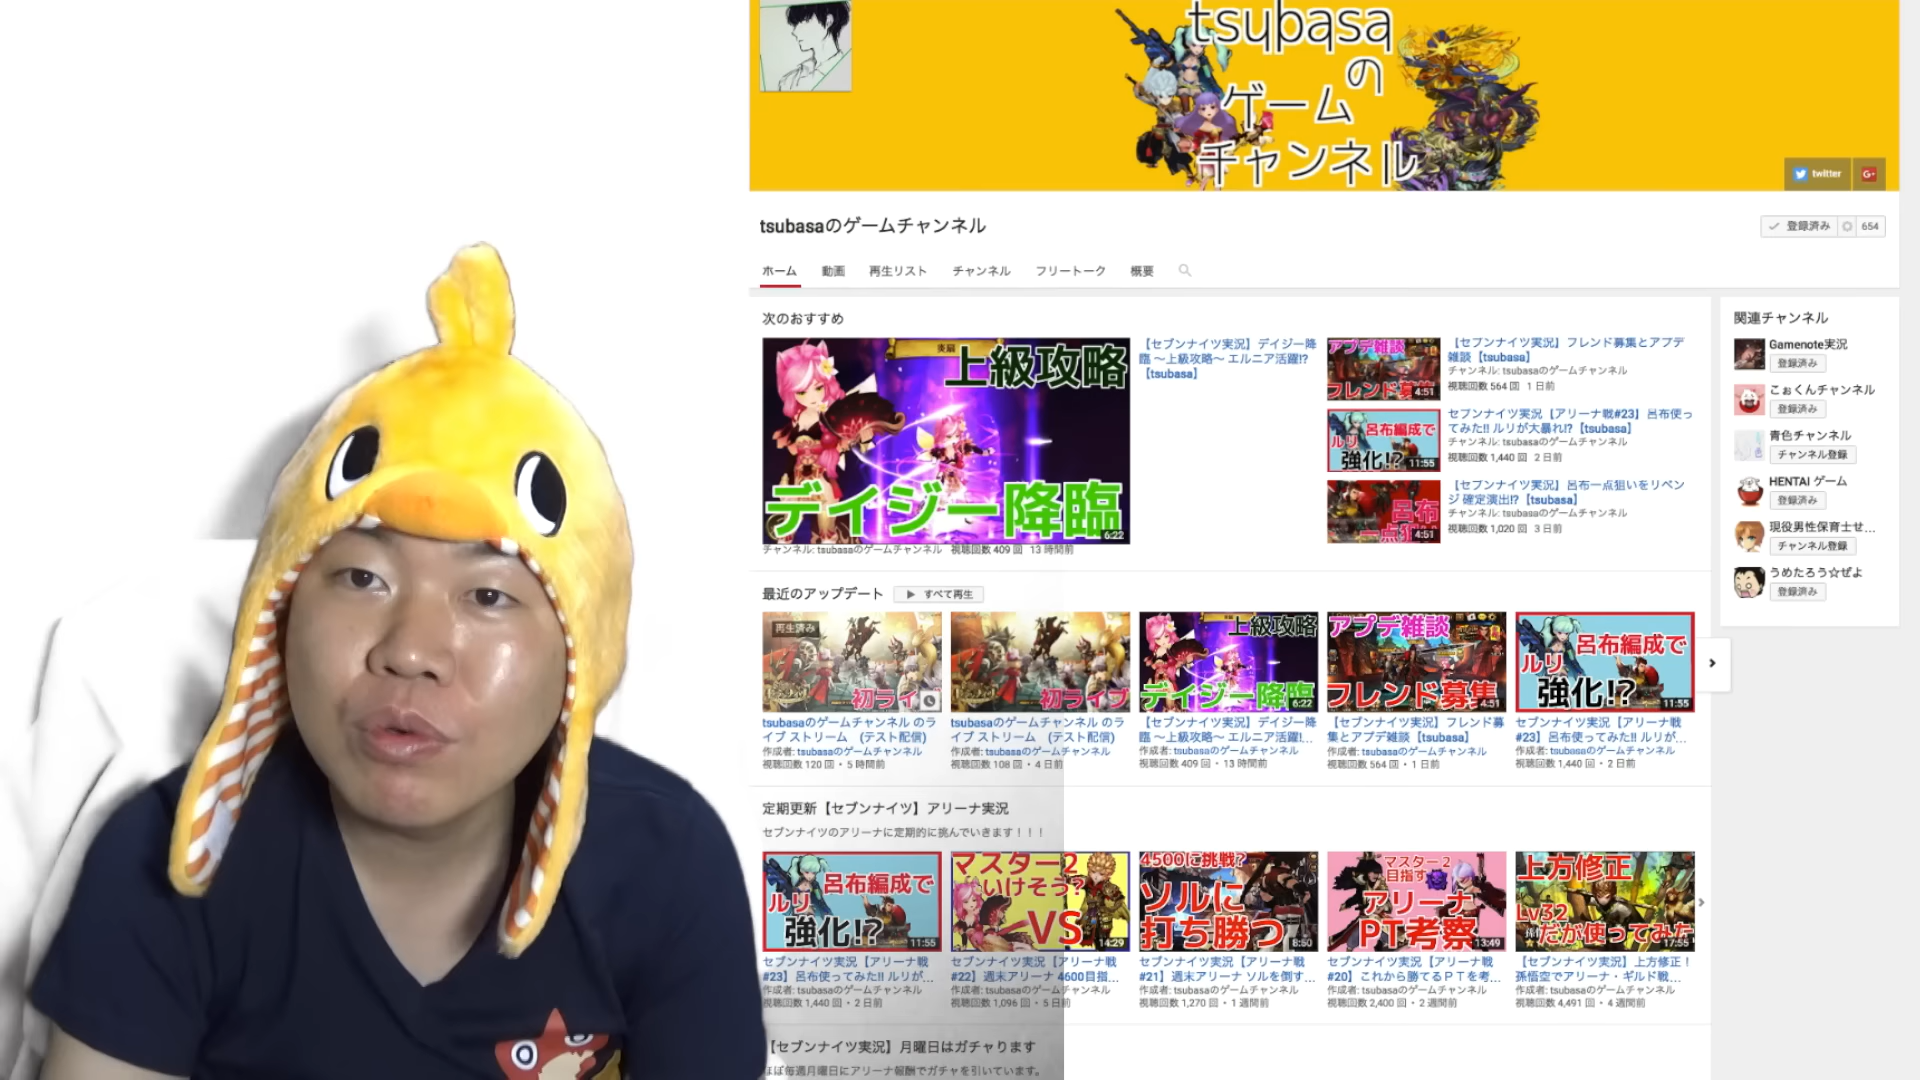 tsubasa
の
ゲーム
チャンネル
twitter
G+
tsubasaのゲームチャンネル
登録済み 654
ホーム 動画 再生リスト チャンネル フリートーク 概要
次のおすすめ
上級攻略
デイジー降臨
6:22
チャンネル: tsubasaのゲームチャンネル 視聴回数 409 回 13 時間前
【セブンナイツ実況】デイジー降
臨 ～上級攻略～ エルニア活躍!?
【tsubasa】
アプデ雑談
フレンド募集
4:51
【セブンナイツ実況】フレンド募集とアプデ
雑談【tsubasa】
チャンネル: tsubasaのゲームチャンネル
視聴回数 564 回 1 日前
呂布編成で
ルリ
強化!?
11:55
セブンナイツ実況【アリーナ戦#23】呂布使っ
てみた!! ルリが大暴れ!?【tsubasa】
チャンネル: tsubasaのゲームチャンネル
視聴回数 1,440 回 2 日前
呂布
一点狙い
4:51
【セブンナイツ実況】呂布一点狙いをリベン
ジ 確定演出!?【tsubasa】
チャンネル: tsubasaのゲームチャンネル
視聴回数 1,020 回 3 日前
関連チャンネル
Gamenote実況
登録済み
こぉくんチャンネル
登録済み
青色チャンネル
チャンネル登録
HENTAI ゲーム
登録済み
現役男性保育士せ...
チャンネル登録
うめたろう☆ぜよ
登録済み
最近のアップデート すべて再生
再生済み
初ライブ
tsubasaのゲームチャンネル のラ
イブ ストリーム (テスト配信)
作成者: tsubasaのゲームチャンネル
視聴回数 120 回・5 時間前
初ライブ
tsubasaのゲームチャンネル のラ
イブ ストリーム (テスト配信)
作成者: tsubasaのゲームチャンネル
視聴回数 108 回・4 日前
上級攻略
デイジー降臨
6:22
【セブンナイツ実況】デイジー降
臨 ～上級攻略～ エルニア活躍!...
作成者: tsubasaのゲームチャンネル
視聴回数 409 回・13 時間前
アプデ雑談
フレンド募集
4:51
【セブンナイツ実況】フレンド募
集とアプデ雑談【tsubasa】
作成者: tsubasaのゲームチャンネル
視聴回数 564 回・1 日前
呂布編成で
ルリ
強化!?
11:55
セブンナイツ実況【アリーナ戦
#23】呂布使ってみた!! ルリが...
作成者: tsubasaのゲームチャンネル
視聴回数 1,440 回・2 日前
定期更新【セブンナイツ】アリーナ実況
セブンナイツのアリーナに定期的に挑んでいきます！！！
呂布編成で
ルリ
強化!?
11:55
セブンナイツ実況【アリーナ戦
#23】呂布使ってみた!! ルリが...
作成者: tsubasaのゲームチャンネル
視聴回数 1,440 回・2 日前
マスター2
いけそう?
VS
14:29
セブンナイツ実況【アリーナ戦
#22】週末アリーナ 4600目指...
作成者: tsubasaのゲームチャンネル
視聴回数 1,096 回・5 日前
4500に挑戦?
ソルに
打ち勝つ
8:50
セブンナイツ実況【アリーナ戦
#21】週末アリーナ ソルを倒す...
作成者: tsubasaのゲームチャンネル
視聴回数 1,270 回・1 週間前
マスター2
目指す
アリーナ
PT考察
13:49
セブンナイツ実況【アリーナ戦
#20】これから勝てるＰＴを考...
作成者: tsubasaのゲームチャンネル
視聴回数 2,400 回・2 週間前
上方修正
Lv32
だが使ってみた
17:55
【セブンナイツ実況】上方修正！
孫悟空でアリーナ・ギルド戦...
作成者: tsubasaのゲームチャンネル
視聴回数 4,491 回・4 週間前
【セブンナイツ実況】月曜日はガチャります
ほぼ毎週月曜日にアリーナ報酬でガチャを引いています。